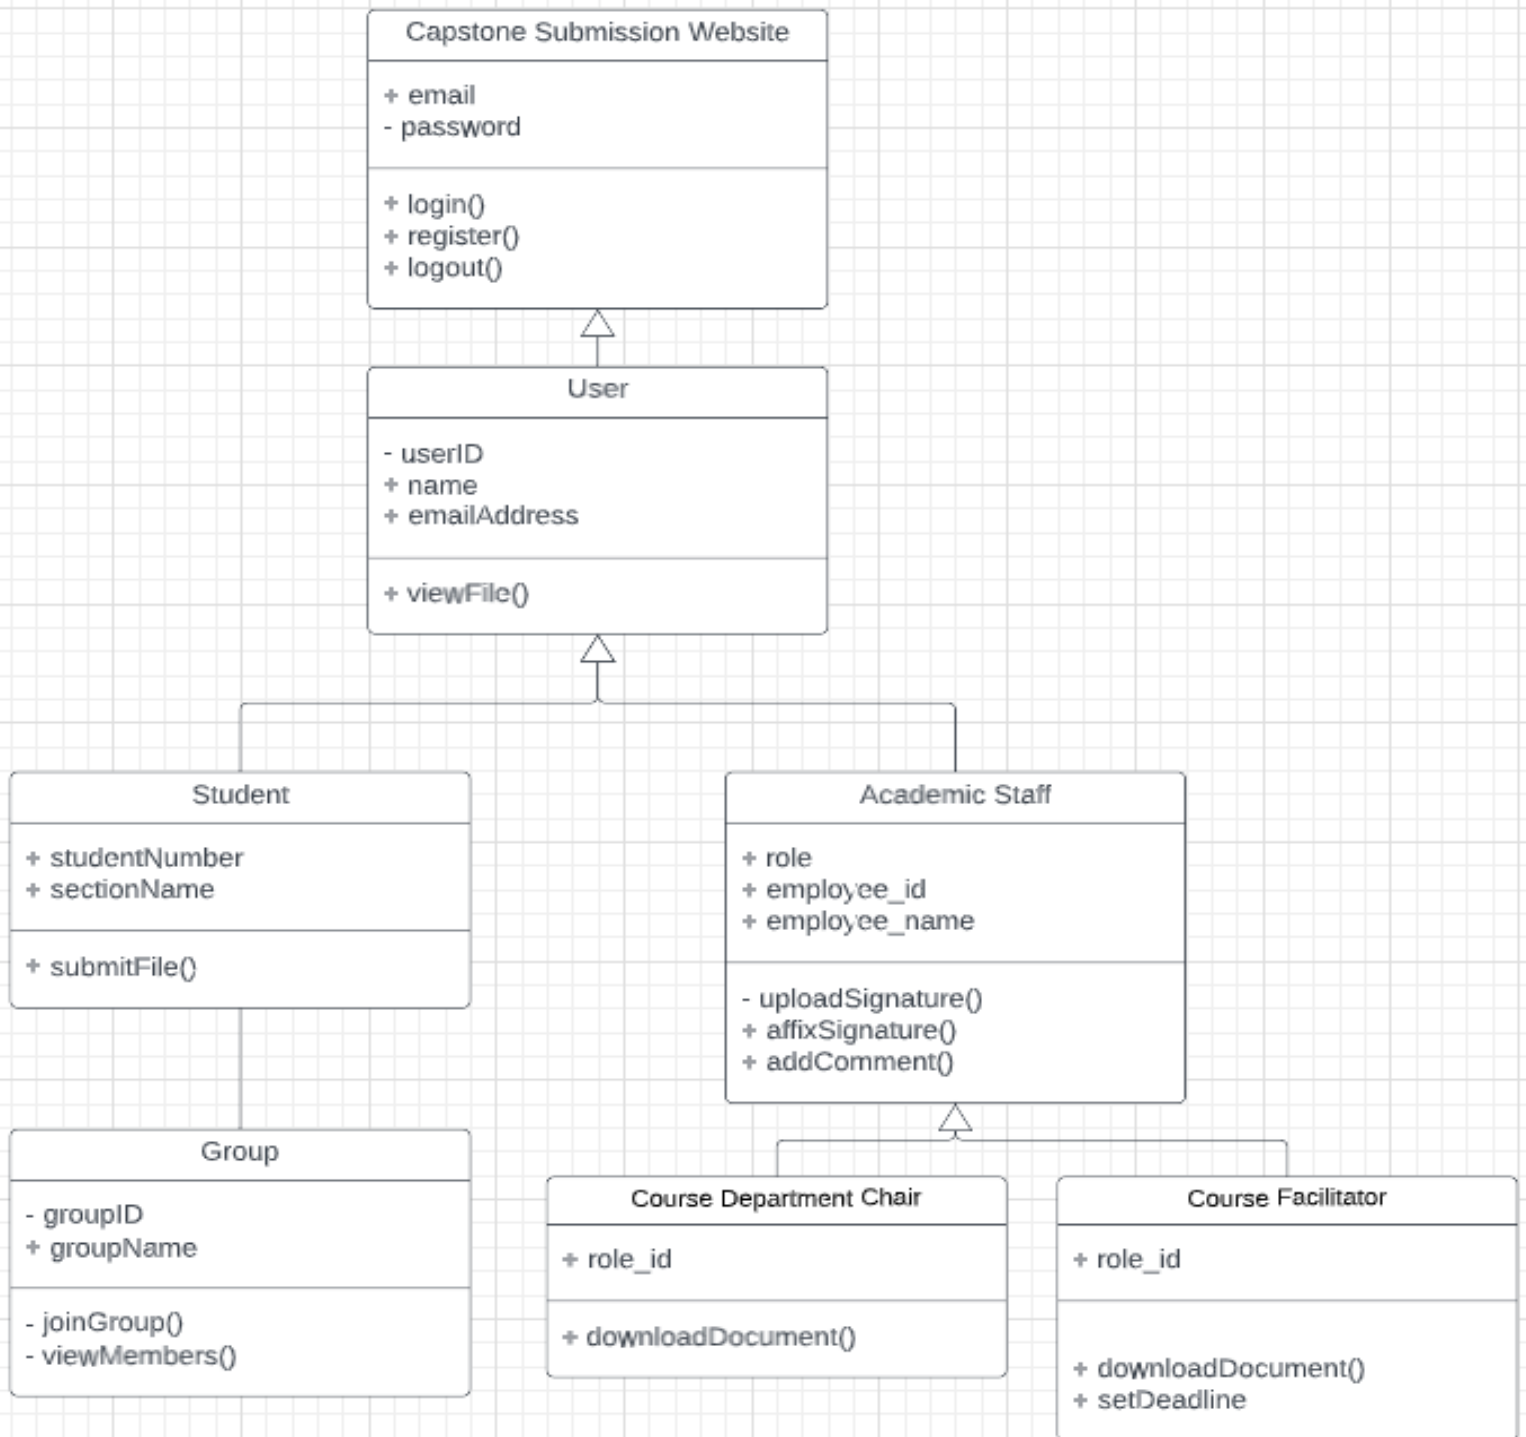 Capstone Submission Website
+ email
- password
+ login()
+ register()
+ logout()
User
- userID
+ name
+ emailAddress
+ viewFile()
Student
+ studentNumber
+ sectionName
+ submitFile()
Academic Staff
+ role
+ employee_id
+ employee_name
- uploadSignature()
+ affixSignature()
+ addComment()
Group
- groupID
+ groupName
- joinGroup()
- viewMembers()
Course Department Chair
+ role_id
+ downloadDocument()
Course Facilitator
+ role_id
+ downloadDocument()
+ setDeadline